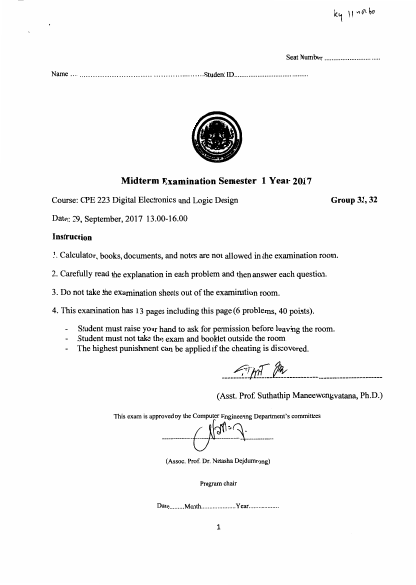 Seat Number ........................
Name .......................................................Student ID................................
Midterm Examination Semester 1 Year 2017
Course: CPE 223 Digital Electronics and Logic Design Group 31, 32
Date: 29, September, 2017 13.00-16.00
Instruction
1. Calculator, books, documents, and notes are not allowed in the examination room.
2. Carefully read the explanation in each problem and then answer each question.
3. Do not take the examination sheets out of the examination room.
4. This examination has 13 pages including this page (6 problems, 40 points).
- Student must raise your hand to ask for permission before leaving the room.
- Student must not take the exam and booklet outside the room
- The highest punishment can be applied if the cheating is discovered.
(Asst. Prof. Suthathip Maneewongvatana, Ph.D.)
This exam is approved by the Computer Engineering Department's committees
(Assoc. Prof. Dr. Natasha Dejdumrong)
Program chair
Date........Month..................Year................
1